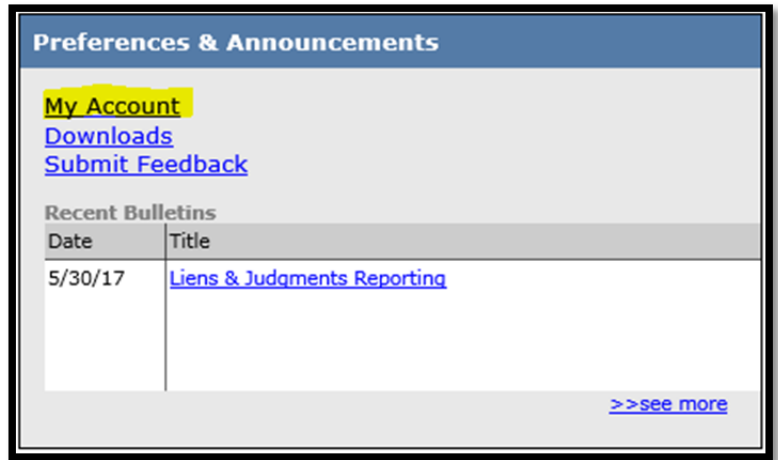 Preferences & Announcements
My Account
Downloads
Submit Feedback
Recent Bulletins
Date Title
5/30/17 Liens & Judgments Reporting
>>see more